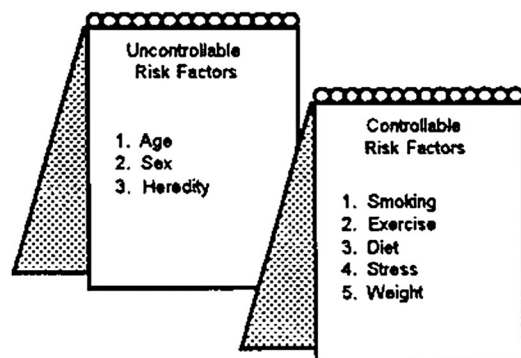 Uncontrollable
Risk Factors
1. Age
2. Sex
3. Heredity
Controllable
Risk Factors
1. Smoking
2. Exercise
3. Diet
4. Stress
5. Weight